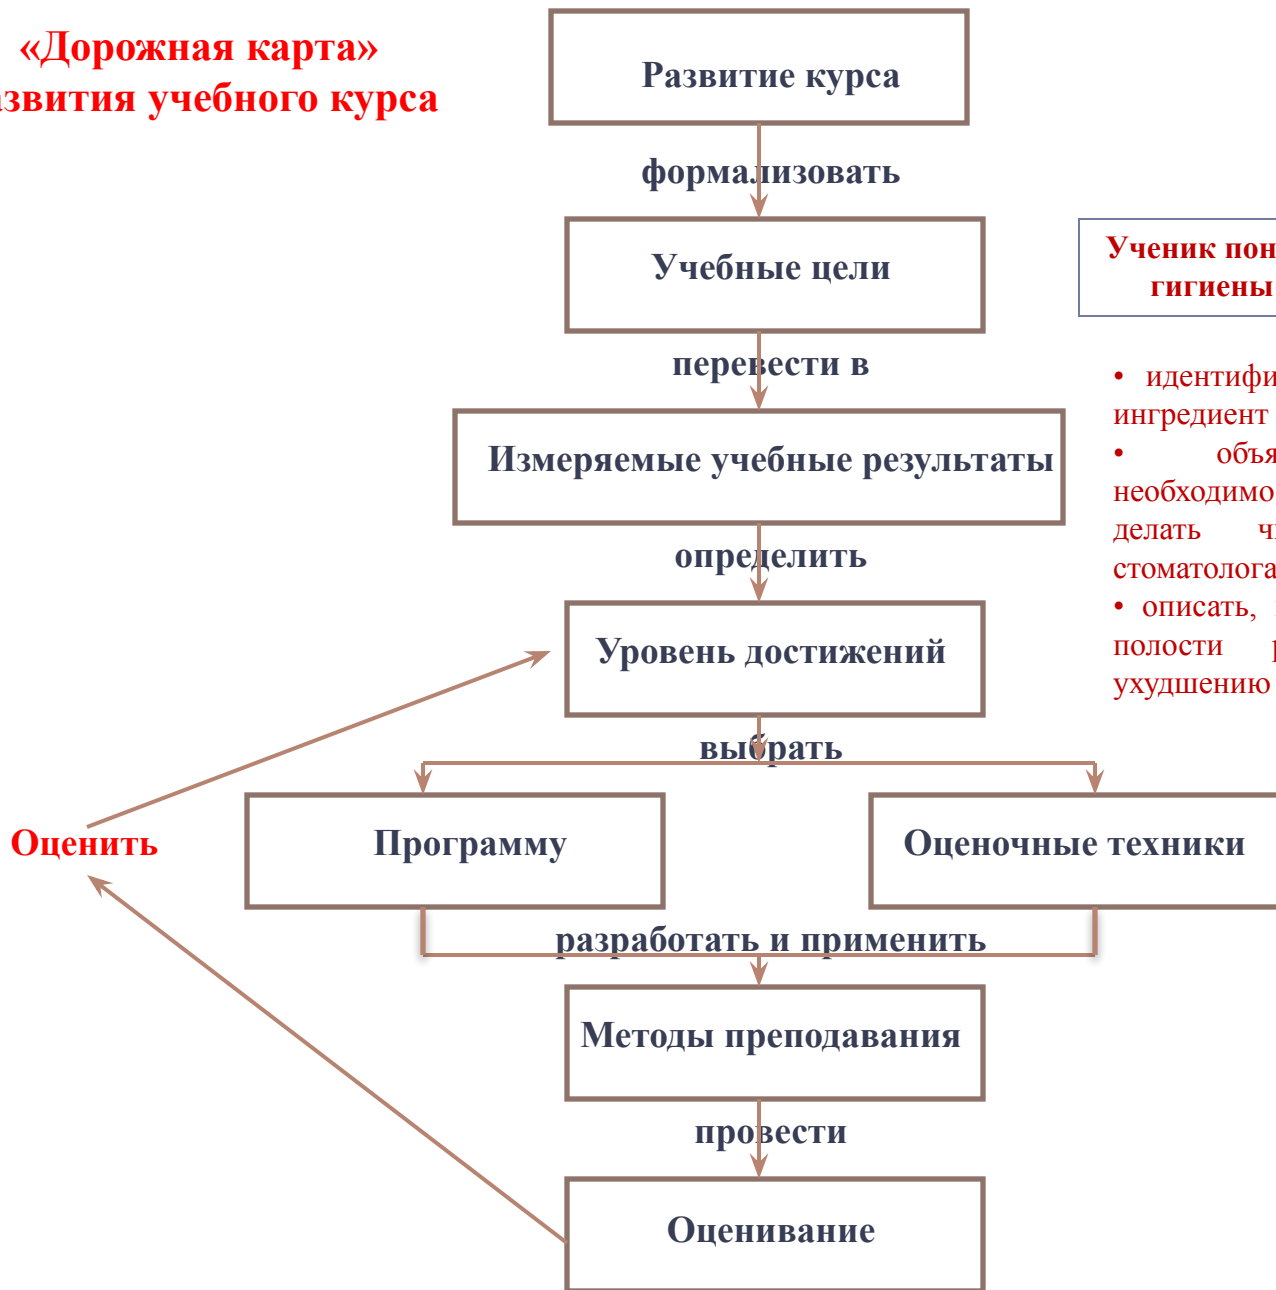 «Дорожная карта»
звития учебного курса
Развитие курса
формализовать
Учебные цели
перевести в
Измеряемые учебные результаты
определить
Уровень достижений
выбрать
Оценить
Программу
Оценочные техники
разработать и применить
Методы преподавания
провести
Оценивание
Ученик пон
гигиены
• идентифи
ингредиент
• объя
необходимо
делать ч
стоматолога
• описать,
полости р
ухудшению